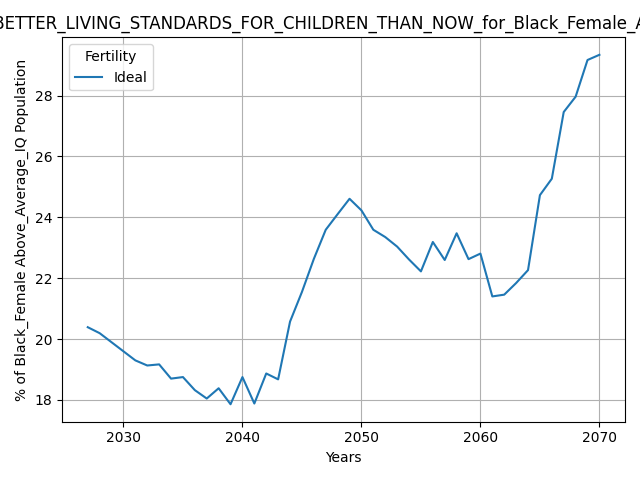 BETTER_LIVING_STANDARDS_FOR_CHILDREN_THAN_NOW_for_Black_Female_A
Fertility
Ideal
% of Black_Female Above_Average_IQ Population
28
26
24
22
20
18
2030 2040 2050 2060 2070
Years